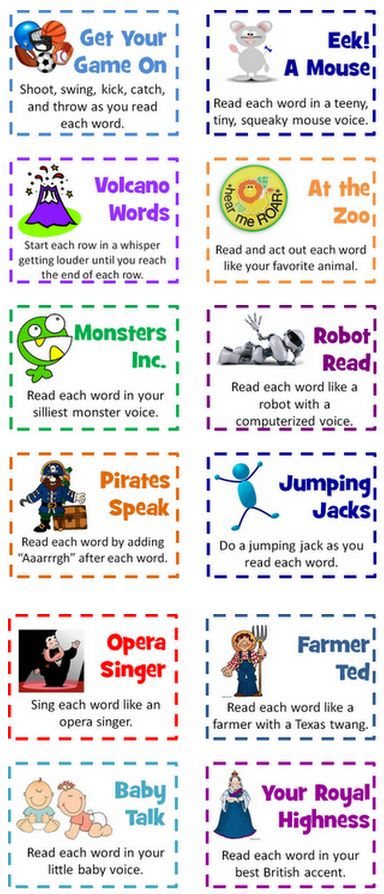 Get Your
Game On
Shoot, swing, kick, catch,
and throw as you read
each word.
Eek!
A Mouse
Read each word in a teeny,
tiny, squeaky mouse voice.
Volcano
Words
Start each row in a whisper
getting louder until you reach
the end of each row.
hear me ROAR!
At the
Zoo
Read and act out each word
like your favorite animal.
Monsters
Inc.
Read each word in your
silliest monster voice.
Robot
Read
Read each word like a
robot with a
computerized voice.
Pirates
Speak
Read each word by adding
“Aaarrrgh” after each word.
Jumping
Jacks
Do a jumping jack as you
read each word.
Opera
Singer
Sing each word like an
opera singer.
Farmer
Ted
Read each word like a
farmer with a Texas twang.
Baby
Talk
Read each word in your
little baby voice.
Your Royal
Highness
Read each word in your
best British accent.